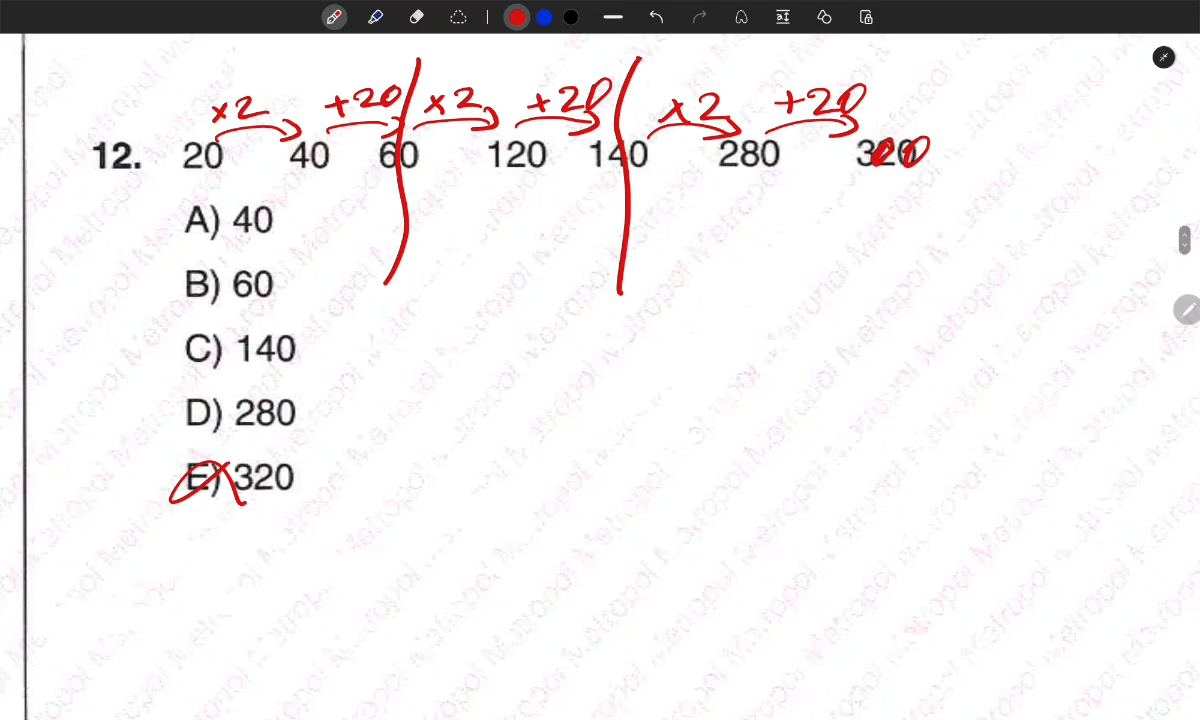 ×2 +20 ×2 +20 ×2 +20
12. 20 40 60 120 140 280 320
A) 40
B) 60
C) 140
D) 280
E) 320